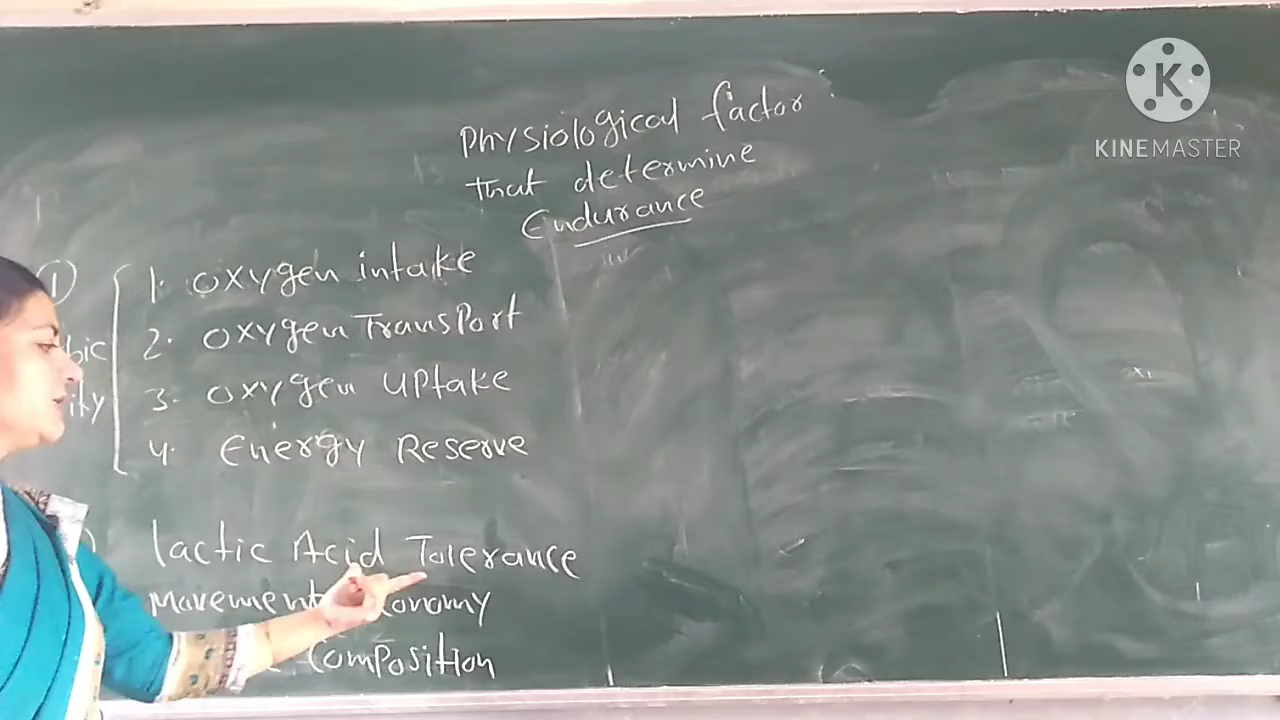 Physiological factor
that determine
Endurance
1
1. Oxygen intake
2. Oxygen Transport
3. Oxygen uptake
4. Energy Reserve
lactic Acid Tolerance
Movement
Composition
K
KINEMASTER